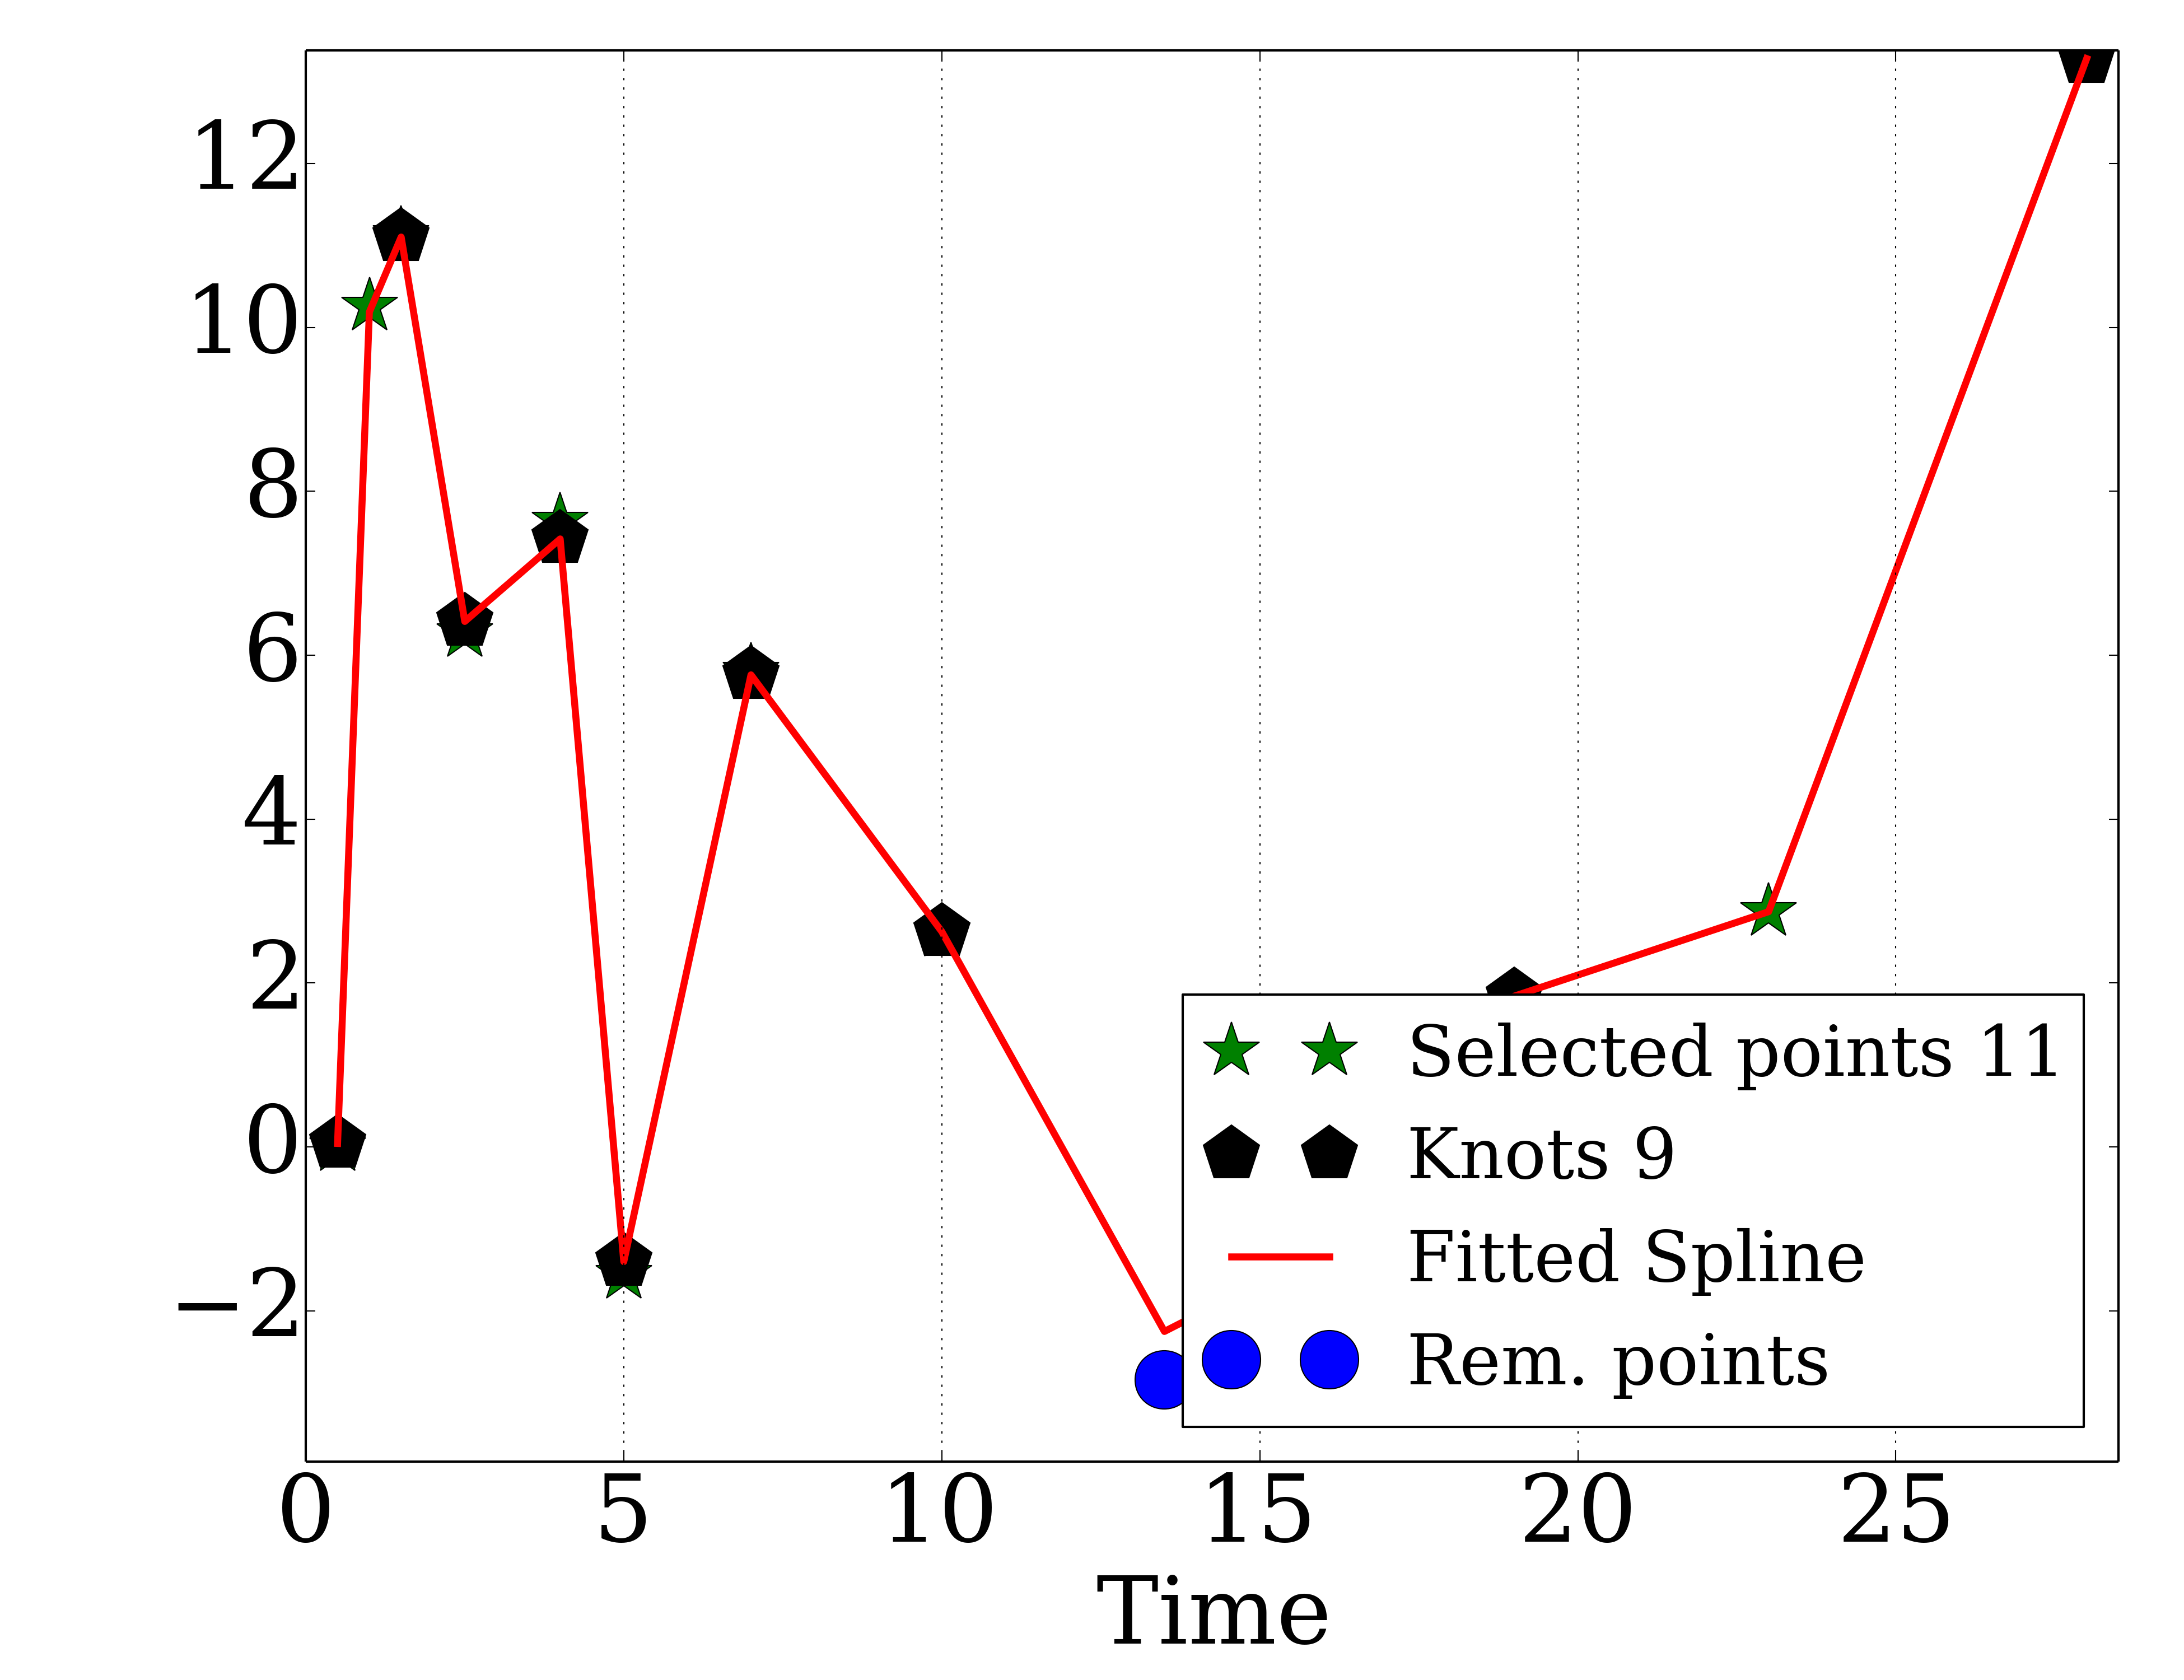 12
10
8
6
4
2
0
−2
Selected points 11
Knots 9
Fitted Spline
Rem. points
0 5 10 15 20 25
Time